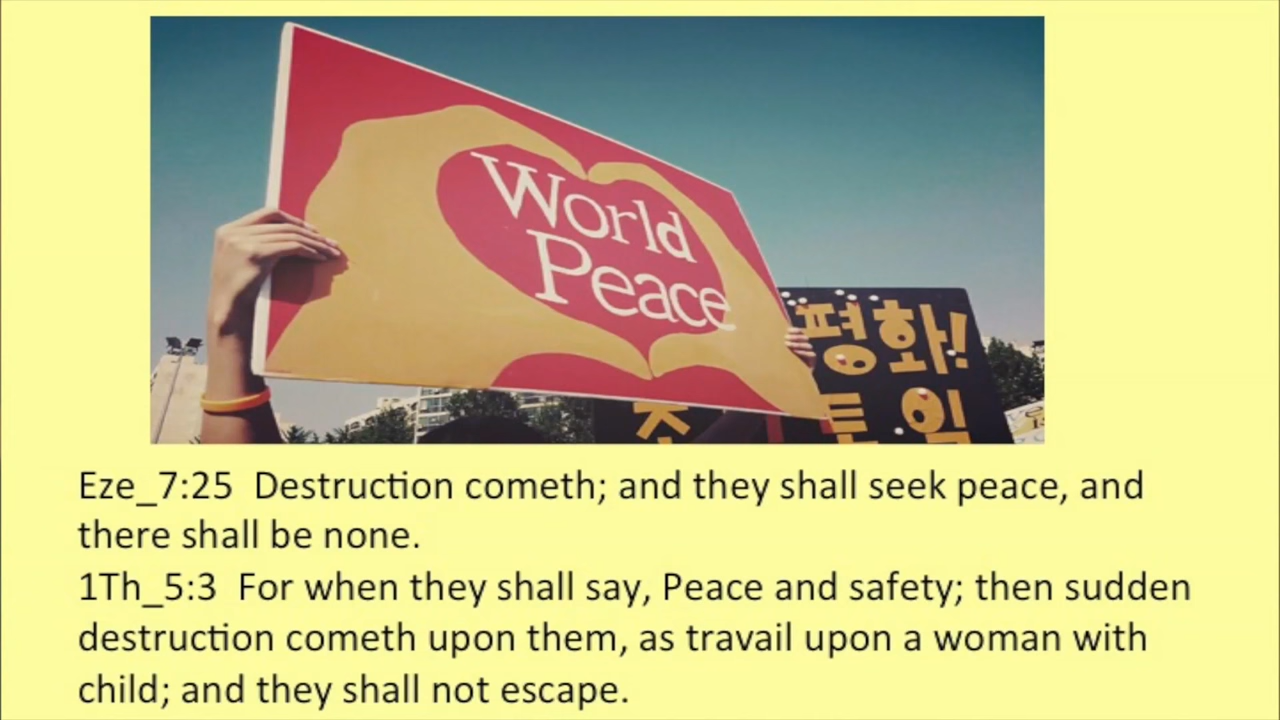 World
Peace
평화!
통일
Eze_7:25  Destruction cometh; and they shall seek peace, and
there shall be none.
1Th_5:3  For when they shall say, Peace and safety; then sudden
destruction cometh upon them, as travail upon a woman with
child; and they shall not escape.